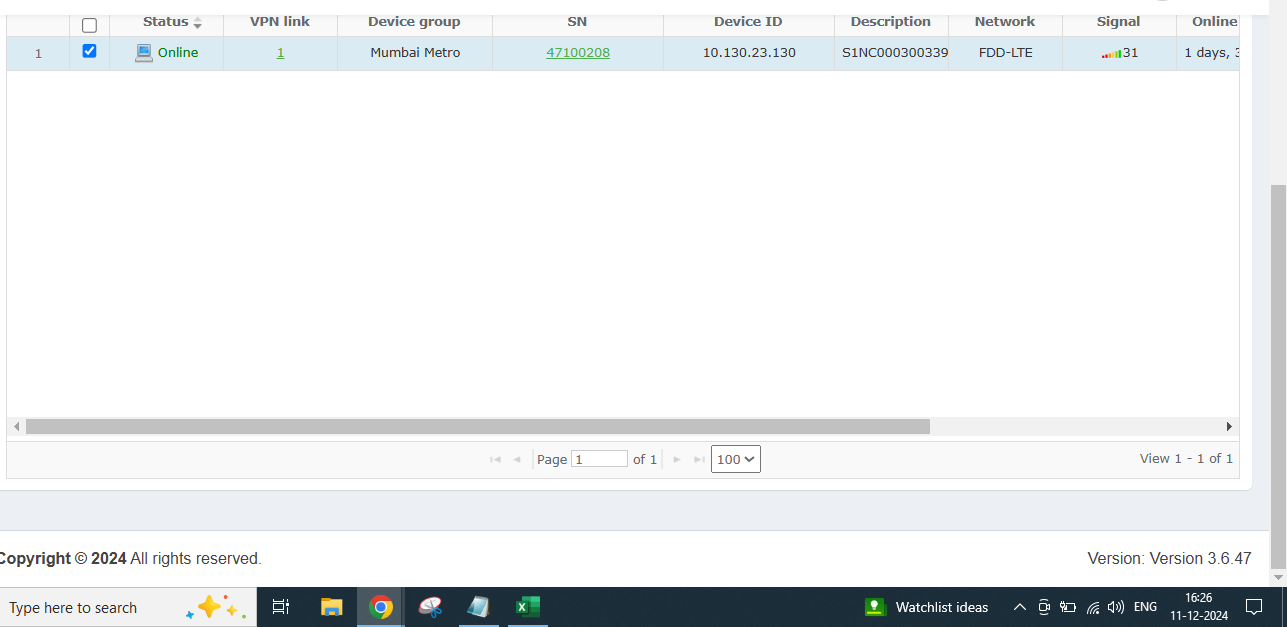 Status VPN link Device group SN Device ID Description Network Signal Online
1 Online 1 Mumbai Metro 47100208 10.130.23.130 S1NC000300339 FDD-LTE 31 1 days, 3
Page 1 of 1 100 View 1 - 1 of 1
Copyright © 2024 All rights reserved. Version: Version 3.6.47
Type here to search Watchlist ideas ENG 16:26
11-12-2024